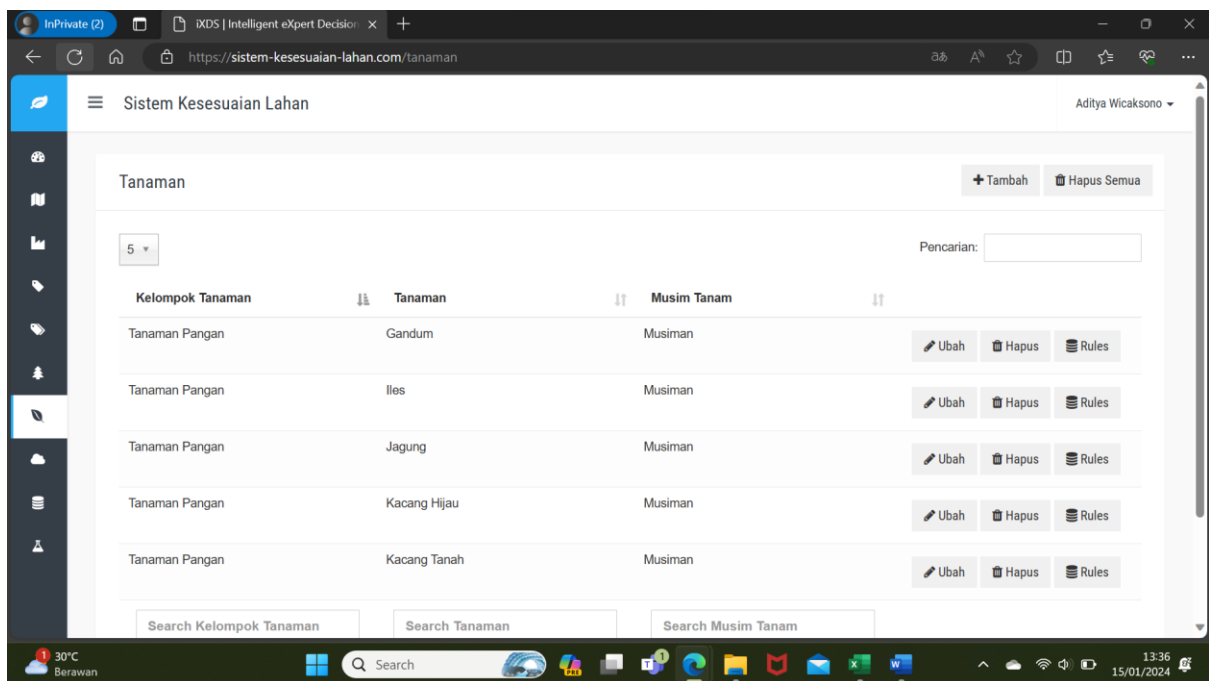 InPrivate (2)
iXDS | Intelligent eXpert Decision
https://sistem-kesesuaian-lahan.com/tanaman
Sistem Kesesuaian Lahan
Aditya Wicaksono
Tanaman
Tambah
Hapus Semua
5
Pencarian:
Kelompok Tanaman Tanaman Musim Tanam
Tanaman Pangan Gandum Musiman Ubah Hapus Rules
Tanaman Pangan Iles Musiman Ubah Hapus Rules
Tanaman Pangan Jagung Musiman Ubah Hapus Rules
Tanaman Pangan Kacang Hijau Musiman Ubah Hapus Rules
Tanaman Pangan Kacang Tanah Musiman Ubah Hapus Rules
Search Kelompok Tanaman Search Tanaman Search Musim Tanam
1
30°C
Berawan
Search
PRE
1
13:36
15/01/2024